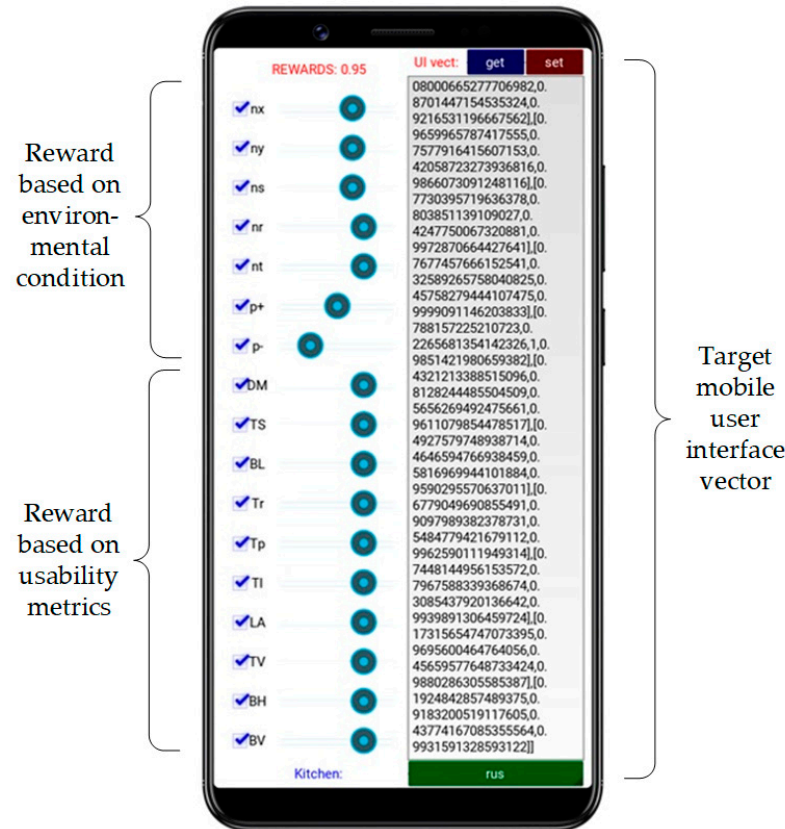 Reward
based on
environ-
mental
condition
Reward
based on
usability
metrics
REWARDS: 0.95
nx
ny
ns
nr
nt
p+
p-
DM
TS
BL
Tr
Tp
TI
LA
TV
BH
BV
Kitchen:
UI vect:
get
set
08000665277706982,0.
8701447154535324,0.
9216531196667562],[0.
9659965787417555,0.
7577916415607153,0.
42058723273936816,0.
9866073091248116],[0.
7730395719636378,0.
803851139109027,0.
4247750067320881,0.
9972870664427641],[0.
7677457666152541,0.
32589265758040825,0.
45758279444107475,0.
9999091146203833],[0.
788157225210723,0.
2265681354142326,1,0.
9851421980659382],[0.
4321213388515096,0.
8128244485504509,0.
5656269492475661,0.
9611079854478517],[0.
4927579748938714,0.
4646594766938459,0.
5816969944101884,0.
9590295570637011],[0.
6779049690855491,0.
9097989382378731,0.
5484779421679112,0.
9962590111949314],[0.
7448144956153572,0.
7967588339368674,0.
3085437920136642,0.
9939891306459724],[0.
17315654747073395,0.
9695600464764056,0.
45659577648733424,0.
9880286305585387],[0.
1924842857489375,0.
9183200519117605,0.
43774167085355564,0.
9931591328593122]]
rus
Target
mobile
user
interface
vector